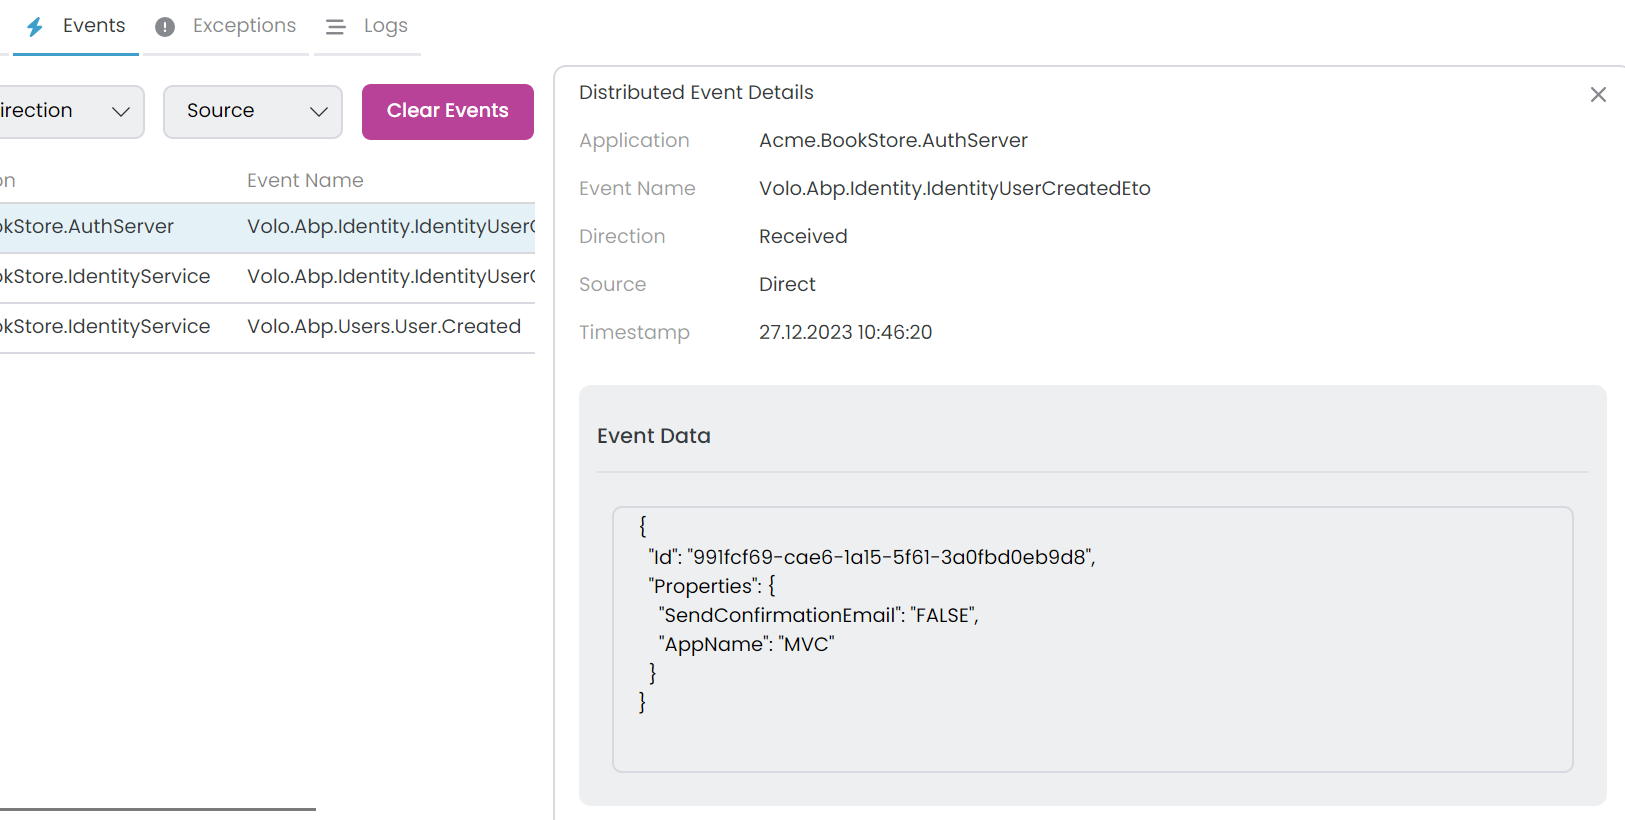 Events
Exceptions
Logs
irection
Source
Clear Events
on
Event Name
okStore.AuthServer
Volo.Abp.Identity.IdentityUserC
okStore.IdentityService
Volo.Abp.Identity.IdentityUserC
okStore.IdentityService
Volo.Abp.Users.User.Created
Distributed Event Details
Application
Acme.BookStore.AuthServer
Event Name
Volo.Abp.Identity.IdentityUserCreatedEto
Direction
Received
Source
Direct
Timestamp
27.12.2023 10:46:20
Event Data
{
"Id": "991fcf69-cae6-1a15-5f61-3a0fbd0eb9d8",
"Properties": {
"SendConfirmationEmail": "FALSE",
"AppName": "MVC"
}
}